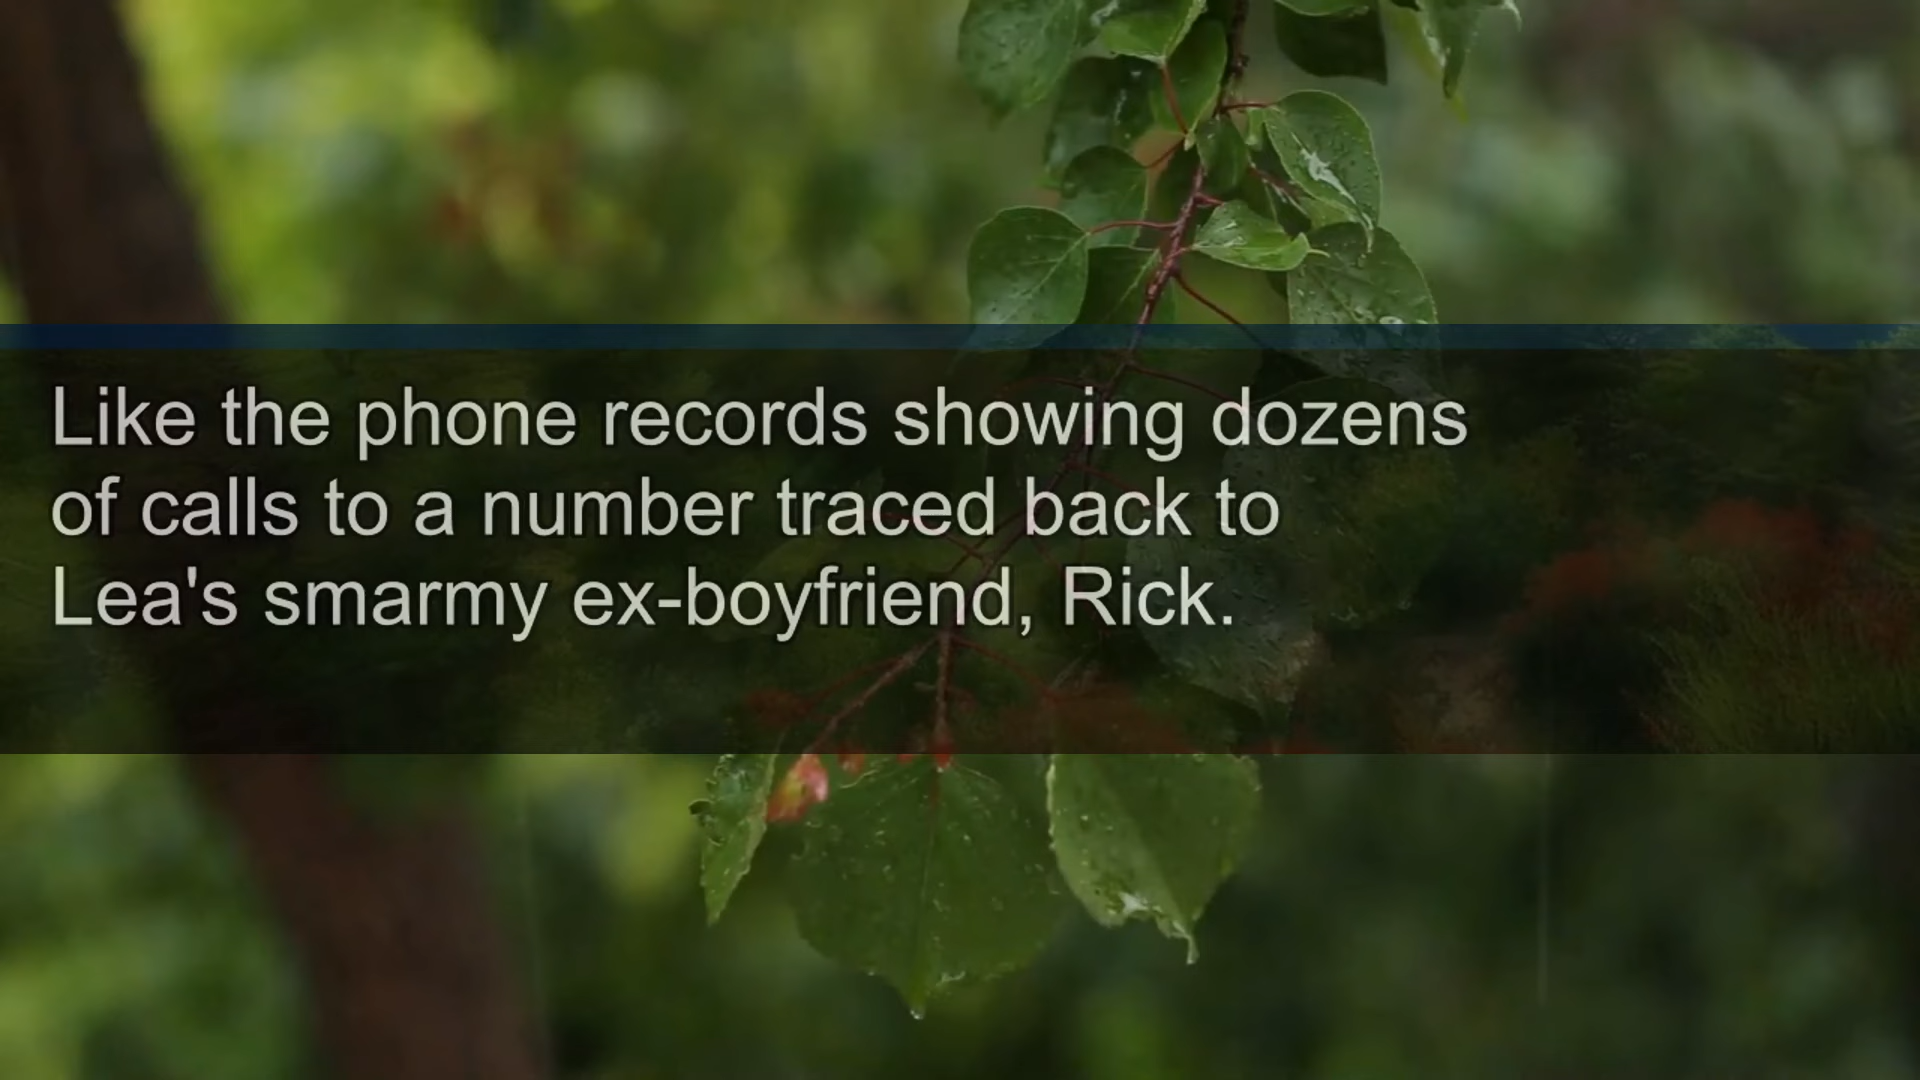 Like the phone records showing dozens
of calls to a number traced back to
Lea's smarmy ex-boyfriend, Rick.